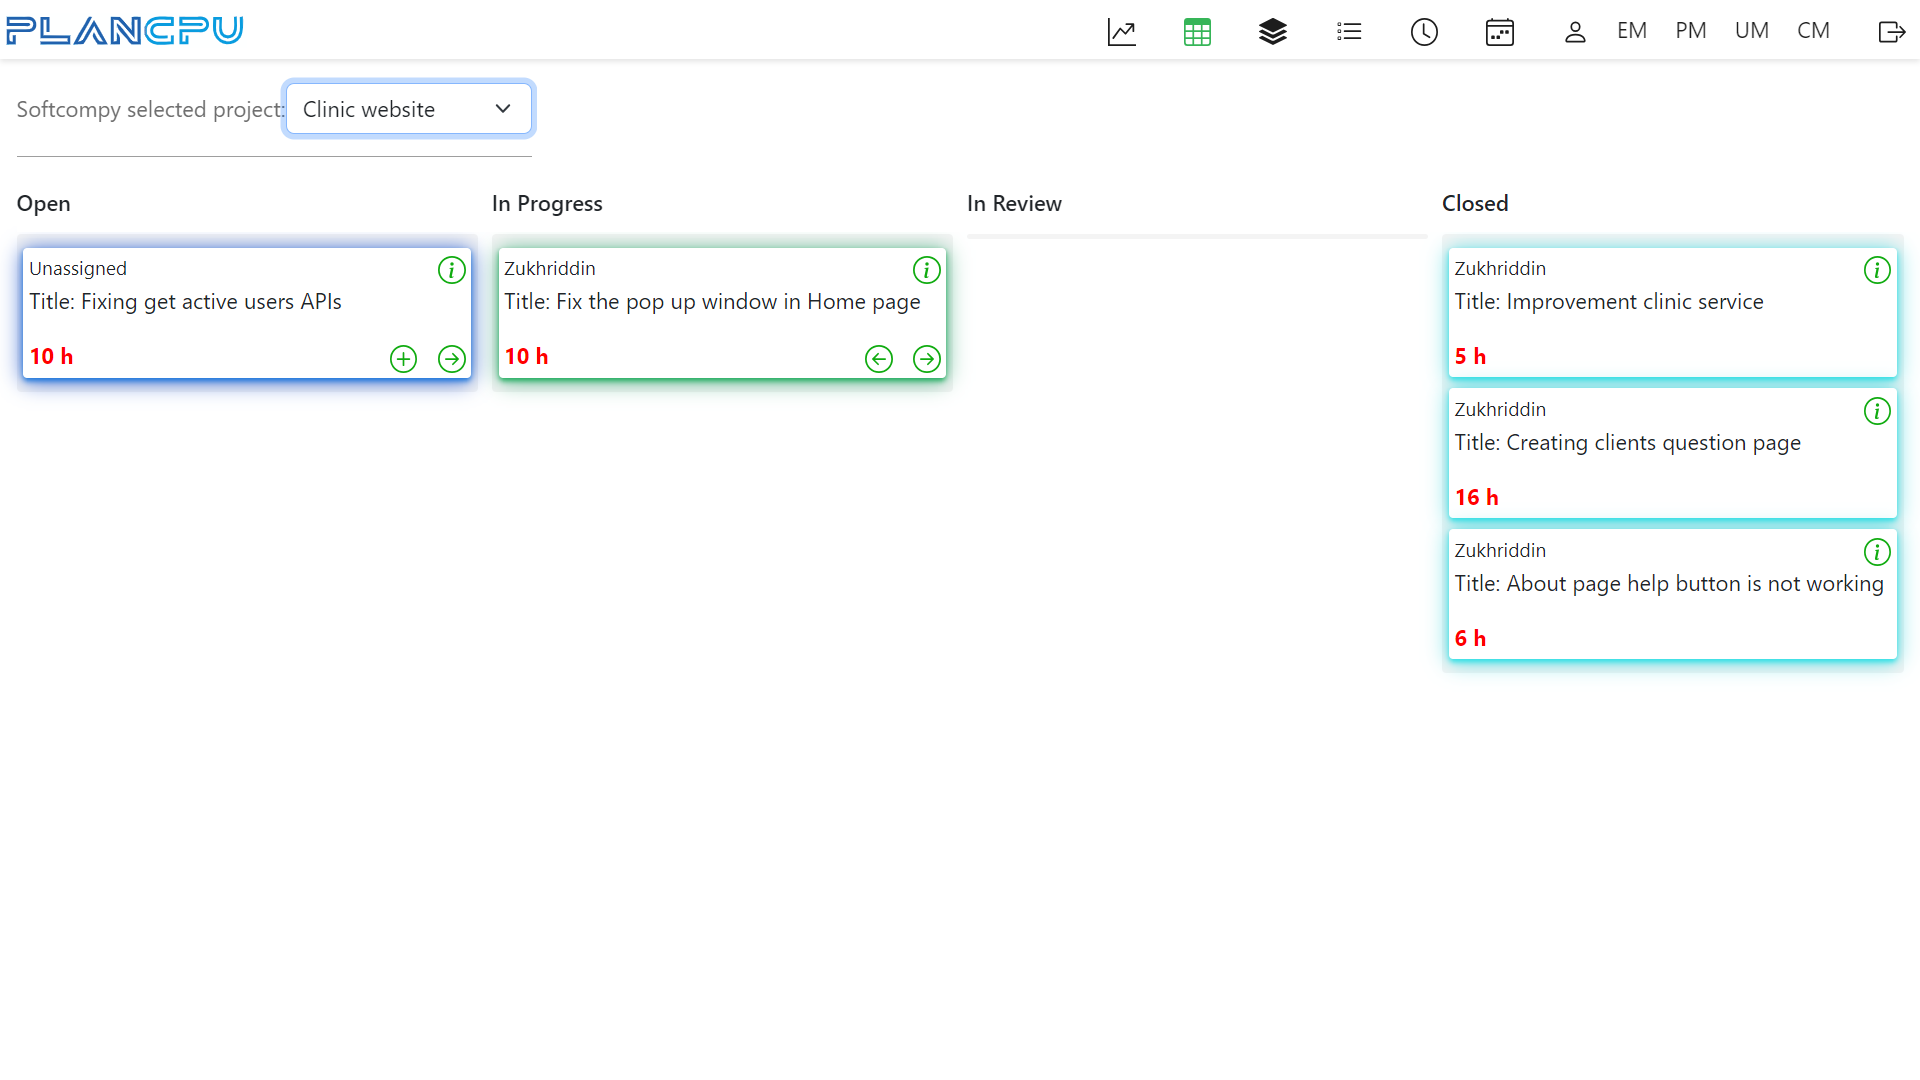 PLANCPU
EM PM UM CM
Softcompy selected project: Clinic website
Open
Unassigned
Title: Fixing get active users APIs
10 h
In Progress
Zukhriddin
Title: Fix the pop up window in Home page
10 h
In Review
Closed
Zukhriddin
Title: Improvement clinic service
5 h
Zukhriddin
Title: Creating clients question page
16 h
Zukhriddin
Title: About page help button is not working
6 h